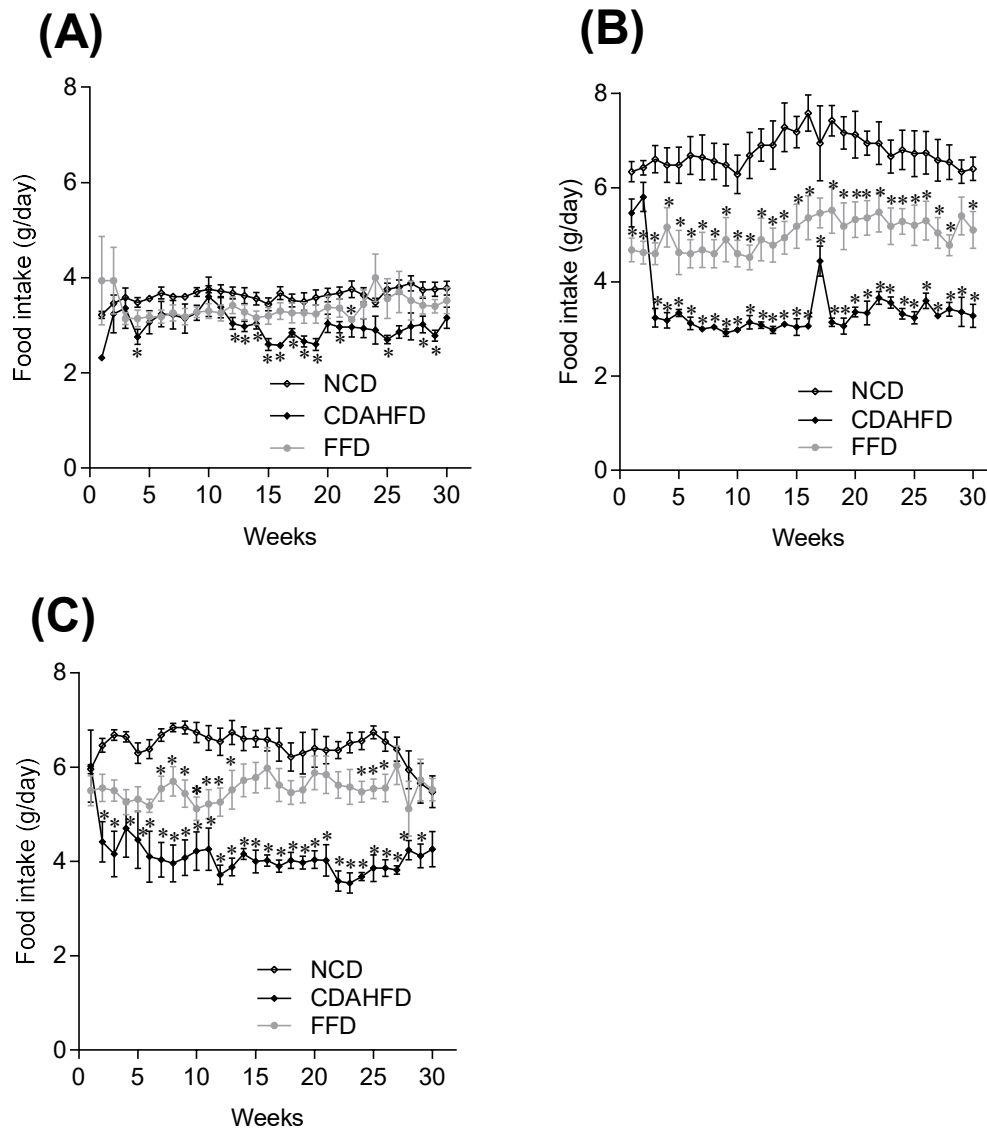 (A)
8
6
4
2
0
Food intake (g/day)
* * * * * * * * * * * * * *
NCD
CDAHFD
FFD
0 5 10 15 20 25 30
Weeks
(B)
8
6
4
2
0
Food intake (g/day)
NCD
CDAHFD
FFD
0 5 10 15 20 25 30
Weeks
(C)
8
6
4
2
0
Food intake (g/day)
NCD
CDAHFD
FFD
0 5 10 15 20 25 30
Weeks